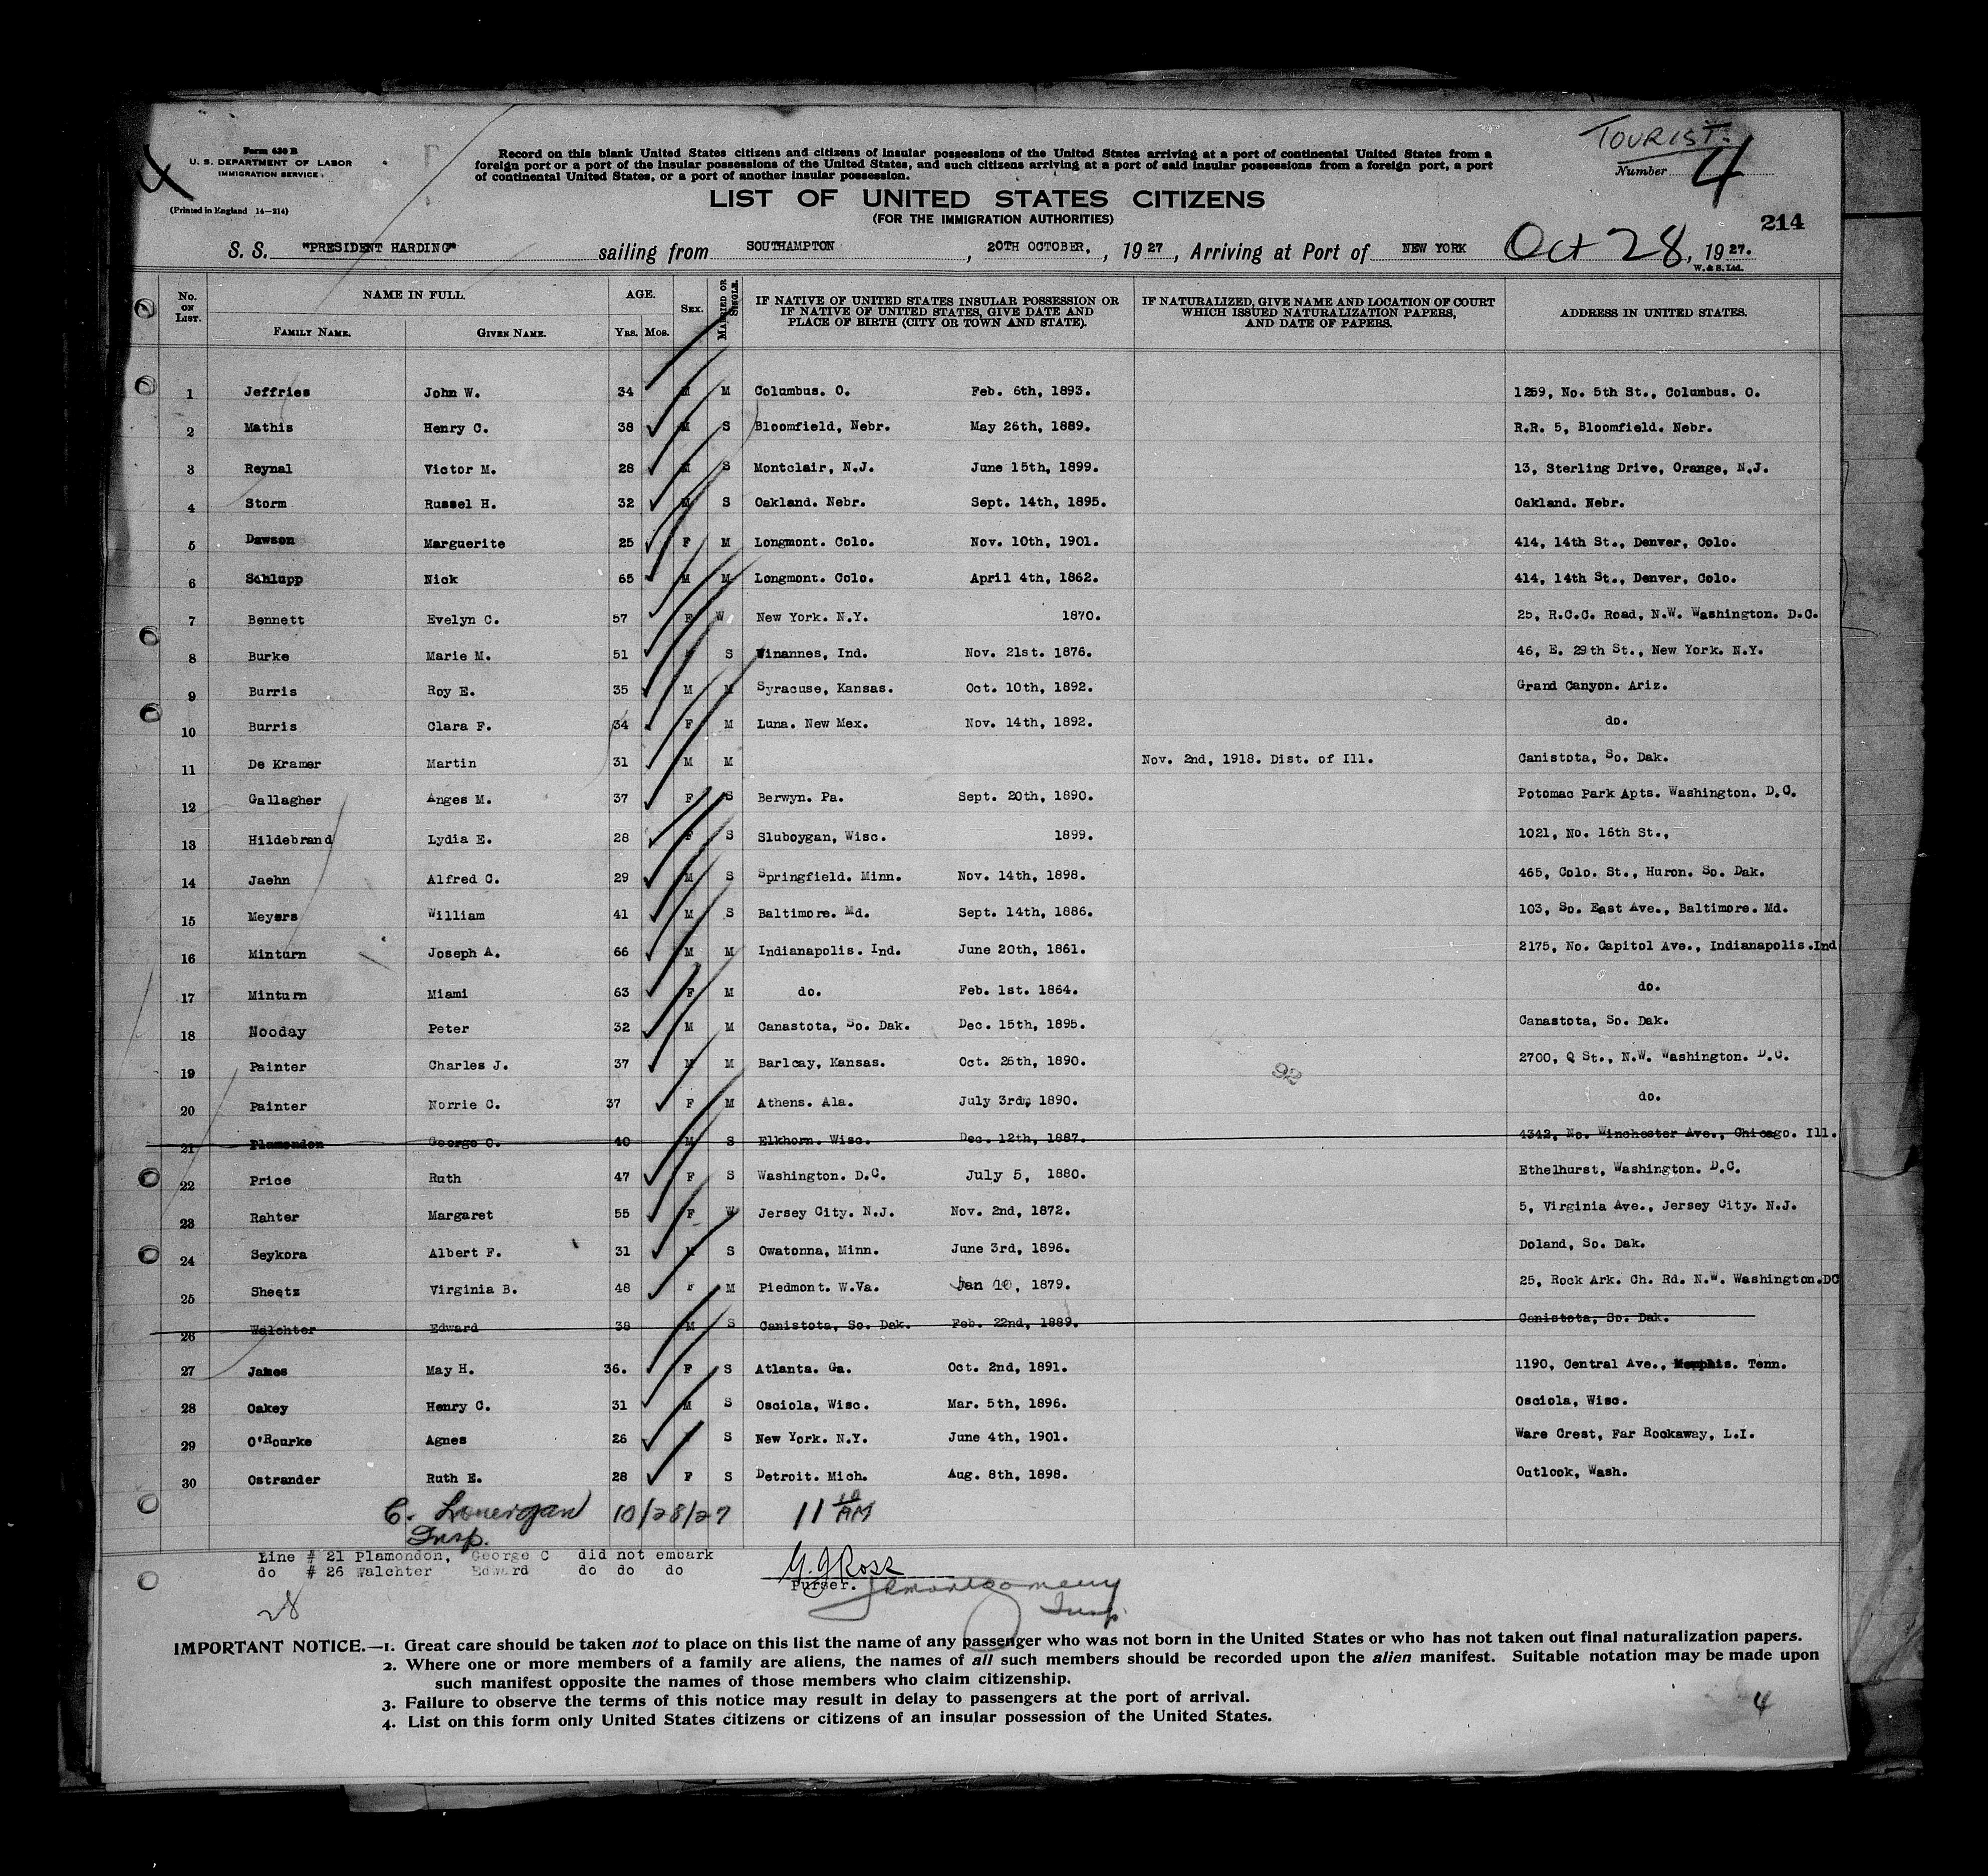 TOURIST.
Form 630 B
U. S. DEPARTMENT OF LABOR
IMMIGRATION SERVICE
(Printed in England 14—214)
Record on this blank United States citizens and citizens of insular possessions of the United States arriving at a port of continental United States from a
foreign port or a port of the insular possessions of the United States, and such citizens arriving at a port of said insular possessions from a foreign port, a port
of continental United States, or a port of another insular possession.
Number 4
LIST OF UNITED STATES CITIZENS
(FOR THE IMMIGRATION AUTHORITIES)
214
S. S. "PRESIDENT HARDING" sailing from SOUTHAMPTON, 20TH OCTOBER, 1927, Arriving at Port of NEW YORK Oct 28, 1927.
W. & S. Ltd.
No. ON LIST. NAME IN FULL. FAMILY NAME. GIVEN NAME. AGE. YRS. MOS. SEX. MARRIED OR SINGLE. IF NATIVE OF UNITED STATES INSULAR POSSESSION OR IF NATIVE OF UNITED STATES, GIVE DATE AND PLACE OF BIRTH (CITY OR TOWN AND STATE). IF NATURALIZED, GIVE NAME AND LOCATION OF COURT WHICH ISSUED NATURALIZATION PAPERS, AND DATE OF PAPERS. ADDRESS IN UNITED STATES.
1 Jeffries John W. 34 M M Columbus. O. Feb. 6th, 1893. 1259, No. 5th St., Columbus. O.
2 Mathis Henry C. 38 M S Bloomfield, Nebr. May 26th, 1889. R.R. 5, Bloomfield. Nebr.
3 Reynal Victor M. 28 M S Montclair, N.J. June 15th, 1899. 13, Sterling Drive, Orange, N.J.
4 Storm Russel H. 32 M S Oakland. Nebr. Sept. 14th, 1895. Oakland. Nebr.
5 Dawson Marguerite 25 F M Longmont. Colo. Nov. 10th, 1901. 414, 14th St., Denver, Colo.
6 Schlupp Nick 65 M M Longmont. Colo. April 4th, 1862. 414, 14th St., Denver, Colo.
7 Bennett Evelyn C. 57 F W New York. N.Y. 1870. 25, R.C.C. Road, N.W. Washington. D.C.
8 Burke Marie M. 51 S Winannes, Ind. Nov. 21st. 1876. 46, E. 29th St., New York. N.Y.
9 Burris Roy E. 35 M M Syracuse, Kansas. Oct. 10th, 1892. Grand Canyon. Ariz.
10 Burris Clara F. 34 F M Luna. New Mex. Nov. 14th, 1892. do.
11 De Kramer Martin 31 M M Nov. 2nd, 1918. Dist. of Ill. Canistota, So. Dak.
12 Gallagher Anges M. 37 F S Berwyn. Pa. Sept. 20th, 1890. Potomac Park Apts. Washington. D.C.
13 Hildebrand Lydia E. 28 F S Sluboygan, Wisc. 1899. 1021, No. 16th St.,
14 Jaehn Alfred C. 29 M S Springfield. Minn. Nov. 14th, 1898. 465, Colo. St., Huron. So. Dak.
15 Meyers William 41 M S Baltimore. Md. Sept. 14th, 1886. 103, So. East Ave., Baltimore. Md.
16 Minturn Joseph A. 66 M M Indianapolis. Ind. June 20th, 1861. 2175, No. Capitol Ave., Indianapolis.Ind
17 Minturn Miami 63 F M do. Feb. 1st. 1864. do.
18 Nooday Peter 32 M M Canastota, So. Dak. Dec. 15th, 1895. Canastota, So. Dak.
19 Painter Charles J. 37 M M Barlcay, Kansas. Oct. 26th, 1890. 2700, Q St., N.W. Washington. D.C.
92
20 Painter Norrie C. 37 F M Athens. Ala. July 3rd, 1890. do.
21 Plamondon George C. 40 M S Elkhorn. Wisc. Dec. 12th, 1887. 4342, No. Winchester Ave., Chicago. Ill.
22 Price Ruth 47 F S Washington. D.C. July 5, 1880. Ethelhurst, Washington. D.C.
23 Rahter Margaret 55 F W Jersey City. N.J. Nov. 2nd, 1872. 5, Virginia Ave., Jersey City. N.J.
24 Seykora Albert F. 31 M S Owatonna, Minn. June 3rd, 1896. Doland, So. Dak.
25 Sheetz Virginia B. 48 F M Piedmont. W.Va. Jan 10, 1879. 25, Rock Ark. Ch. Rd. N.W. Washington.DC
26 Walchter Edward 38 M S Canistota, So. Dak. Feb. 22nd, 1889. Canistota, So. Dak.
27 James May H. 36. F S Atlanta. Ga. Oct. 2nd, 1891. 1190, Central Ave., Memphis. Tenn.
28 Oakey Henry C. 31 M S Osciola, Wisc. Mar. 5th, 1896. Osciola, Wisc.
29 O'Rourke Agnes 26 S New York. N.Y. June 4th, 1901. Ware Crest, Far Rockaway, L.I.
30 Ostrander Ruth E. 28 F S Detroit. Mich. Aug. 8th, 1898. Outlook, Wash.
C. Lonergan 10/28/27 11 10 AM
Insp.
Line # 21 Plamondon, George C did not embark
do # 26 Walchter Edward do do do
G. J Ross
Purser. Montgomery
Insp.
28
IMPORTANT NOTICE.—1. Great care should be taken not to place on this list the name of any passenger who was not born in the United States or who has not taken out final naturalization papers.
2. Where one or more members of a family are aliens, the names of all such members should be recorded upon the alien manifest. Suitable notation may be made upon
such manifest opposite the names of those members who claim citizenship.
3. Failure to observe the terms of this notice may result in delay to passengers at the port of arrival.
4. List on this form only United States citizens or citizens of an insular possession of the United States.
4